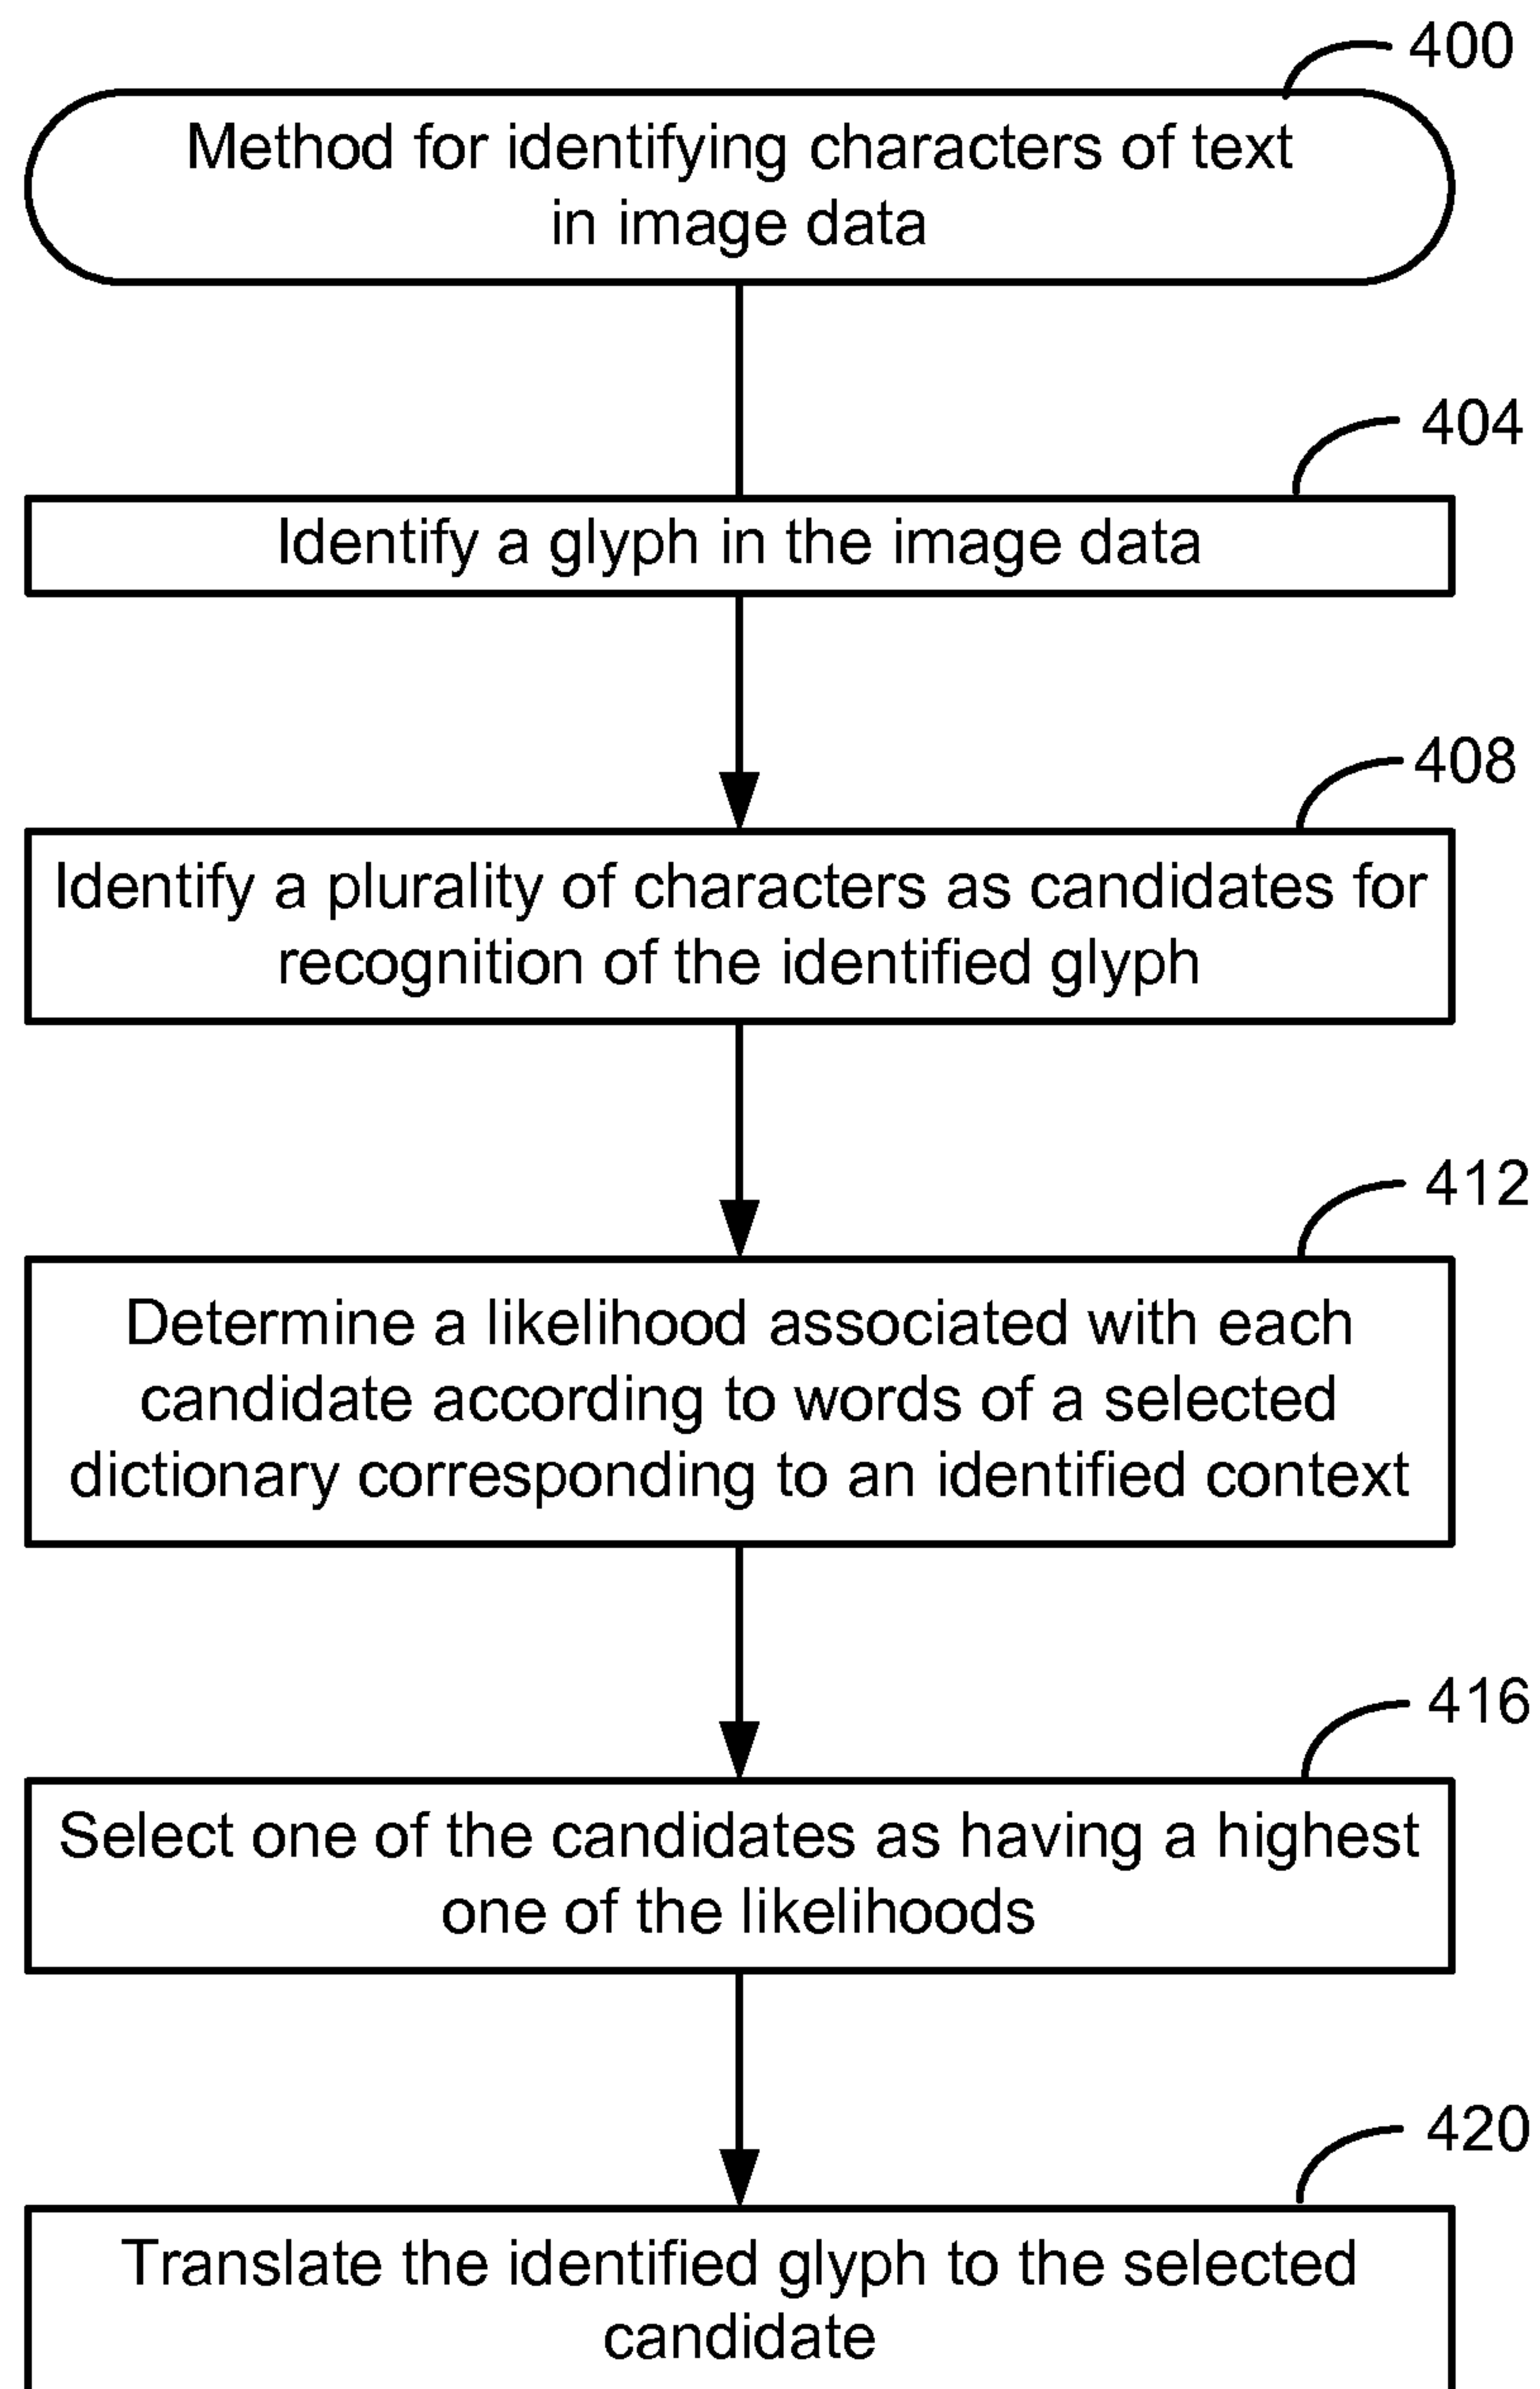 400
Method for identifying characters of text
in image data
404
Identify a glyph in the image data
408
Identify a plurality of characters as candidates for
recognition of the identified glyph
412
Determine a likelihood associated with each
candidate according to words of a selected
dictionary corresponding to an identified context
416
Select one of the candidates as having a highest
one of the likelihoods
420
Translate the identified glyph to the selected
candidate